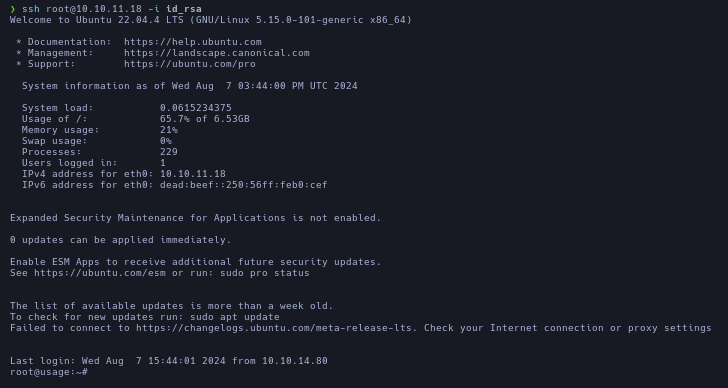 ❯ ssh root@10.10.11.18 -i id_rsa
Welcome to Ubuntu 22.04.4 LTS (GNU/Linux 5.15.0-101-generic x86_64)
* Documentation:  https://help.ubuntu.com
* Management:     https://landscape.canonical.com
* Support:        https://ubuntu.com/pro
System information as of Wed Aug  7 03:44:00 PM UTC 2024
System load:           0.0615234375
Usage of /:            65.7% of 6.53GB
Memory usage:          21%
Swap usage:            0%
Processes:             229
Users logged in:       1
IPv4 address for eth0: 10.10.11.18
IPv6 address for eth0: dead:beef::250:56ff:feb0:cef
Expanded Security Maintenance for Applications is not enabled.
0 updates can be applied immediately.
Enable ESM Apps to receive additional future security updates.
See https://ubuntu.com/esm or run: sudo pro status
The list of available updates is more than a week old.
To check for new updates run: sudo apt update
Failed to connect to https://changelogs.ubuntu.com/meta-release-lts. Check your Internet connection or proxy settings
Last login: Wed Aug  7 15:44:01 2024 from 10.10.14.80
root@usage:~#